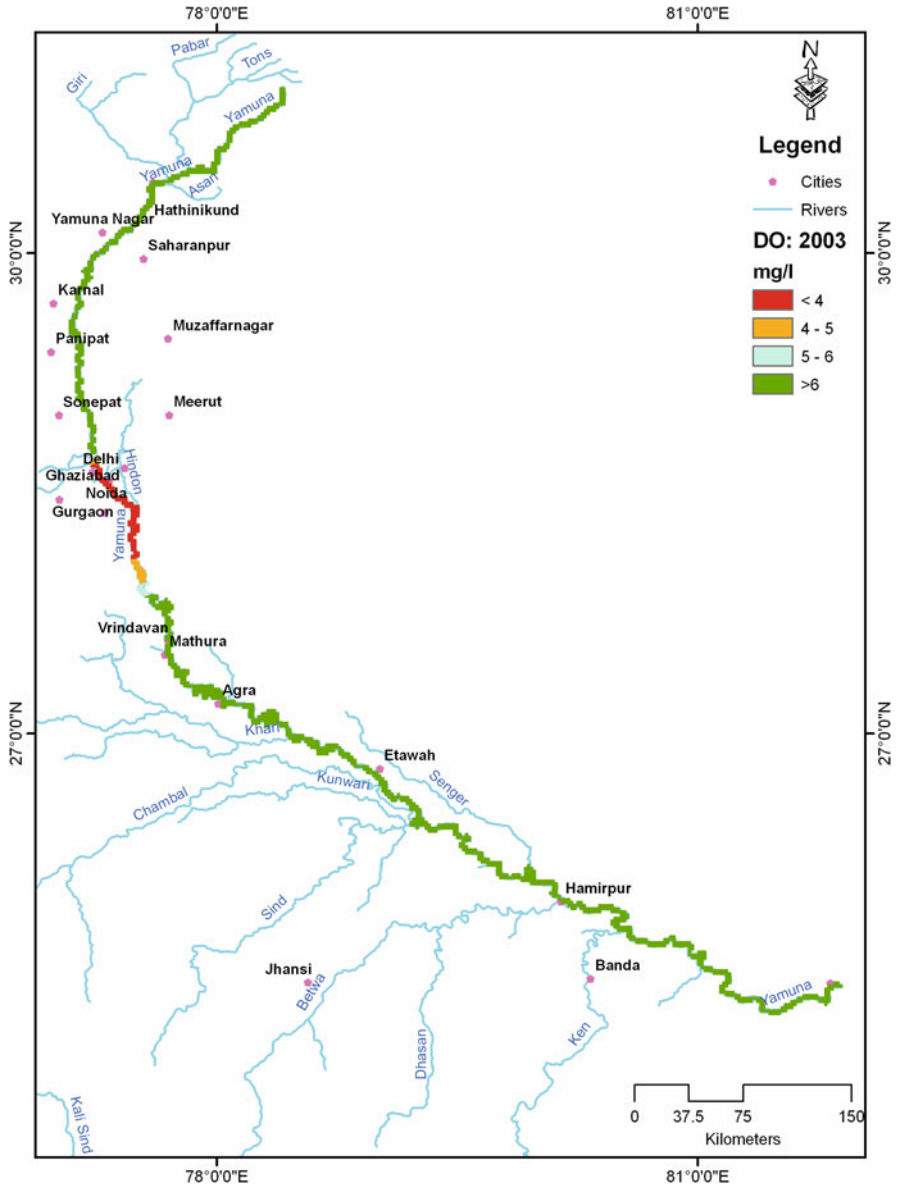 78°0'0"E
81°0'0"E
Pabar
Tons
Giri
Yamuna
N
Legend
Cities
Rivers
DO: 2003
mg/l
< 4
4 - 5
5 - 6
>6
Yamuna
Asan
Hathinikund
Yamuna Nagar
Saharanpur
30°0'0"N
30°0'0"N
Karnal
Muzaffarnagar
Panipat
Sonepat
Meerut
Delhi
Hindon
Ghaziabad
Noida
Gurgaon
Yamuna
Vrindavan
Mathura
Agra
27°0'0"N
27°0'0"N
Khari
Etawah
Kunwari
Senger
Chambal
Hamirpur
Sind
Jhansi
Betwa
Banda
Yamuna
Ken
Dhasan
Kali Sind
0
37.5
75
150
Kilometers
78°0'0"E
81°0'0"E